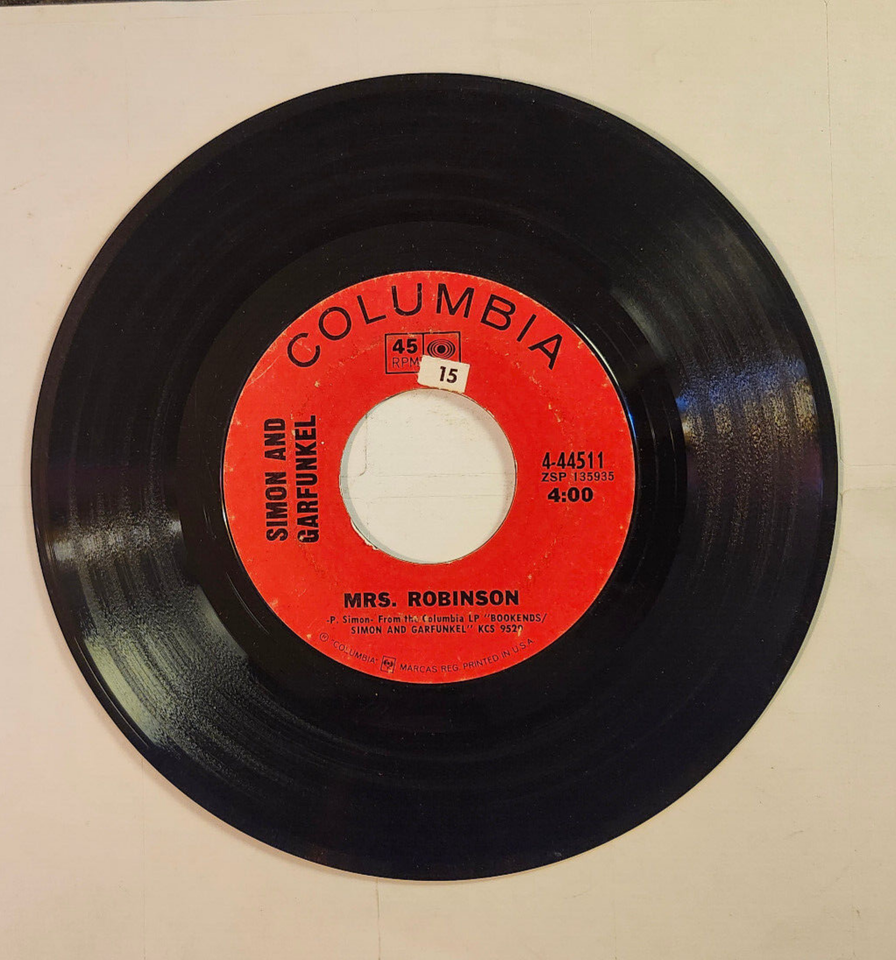 COLUMBIA
45
RPM
15
SIMON AND
GARFUNKEL
4-44511
ZSP 135935
4:00
MRS. ROBINSON
-P. Simon- From the Columbia LP "BOOKENDS/
SIMON AND GARFUNKEL" KCS 9529
© "COLUMBIA" MARCAS REG. PRINTED IN U.S.A.